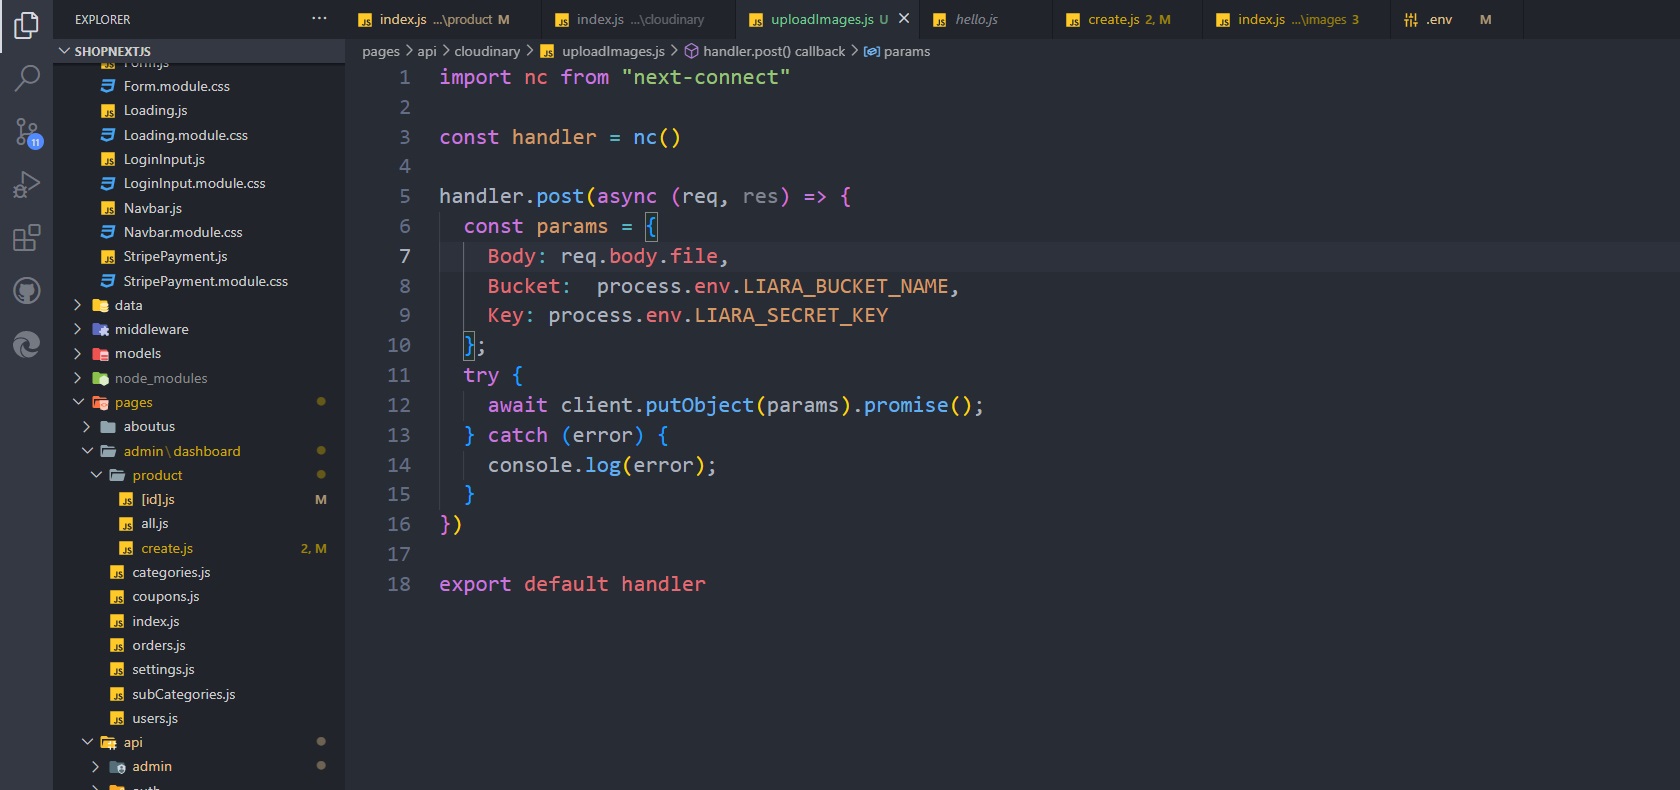 EXPLORER ...
SHOPNEXTJS
Form.js
Form.module.css
Loading.js
Loading.module.css
LoginInput.js
LoginInput.module.css
Navbar.js
Navbar.module.css
StripePayment.js
StripePayment.module.css
data
middleware
models
node_modules
pages
aboutus
admin\dashboard
product
[id].js M
all.js
create.js 2, M
categories.js
coupons.js
index.js
orders.js
settings.js
subCategories.js
users.js
api
admin
auth
11
index.js ...\product M
index.js ...\cloudinary
uploadImages.js U
hello.js
create.js 2, M
index.js ...\images 3
.env M
pages > api > cloudinary > uploadImages.js > handler.post() callback > params
1 import nc from "next-connect"
2
3 const handler = nc()
4
5 handler.post(async (req, res) => {
6 const params = {
7 Body: req.body.file,
8 Bucket:  process.env.LIARA_BUCKET_NAME,
9 Key: process.env.LIARA_SECRET_KEY
10 };
11 try {
12 await client.putObject(params).promise();
13 } catch (error) {
14 console.log(error);
15 }
16 })
17
18 export default handler